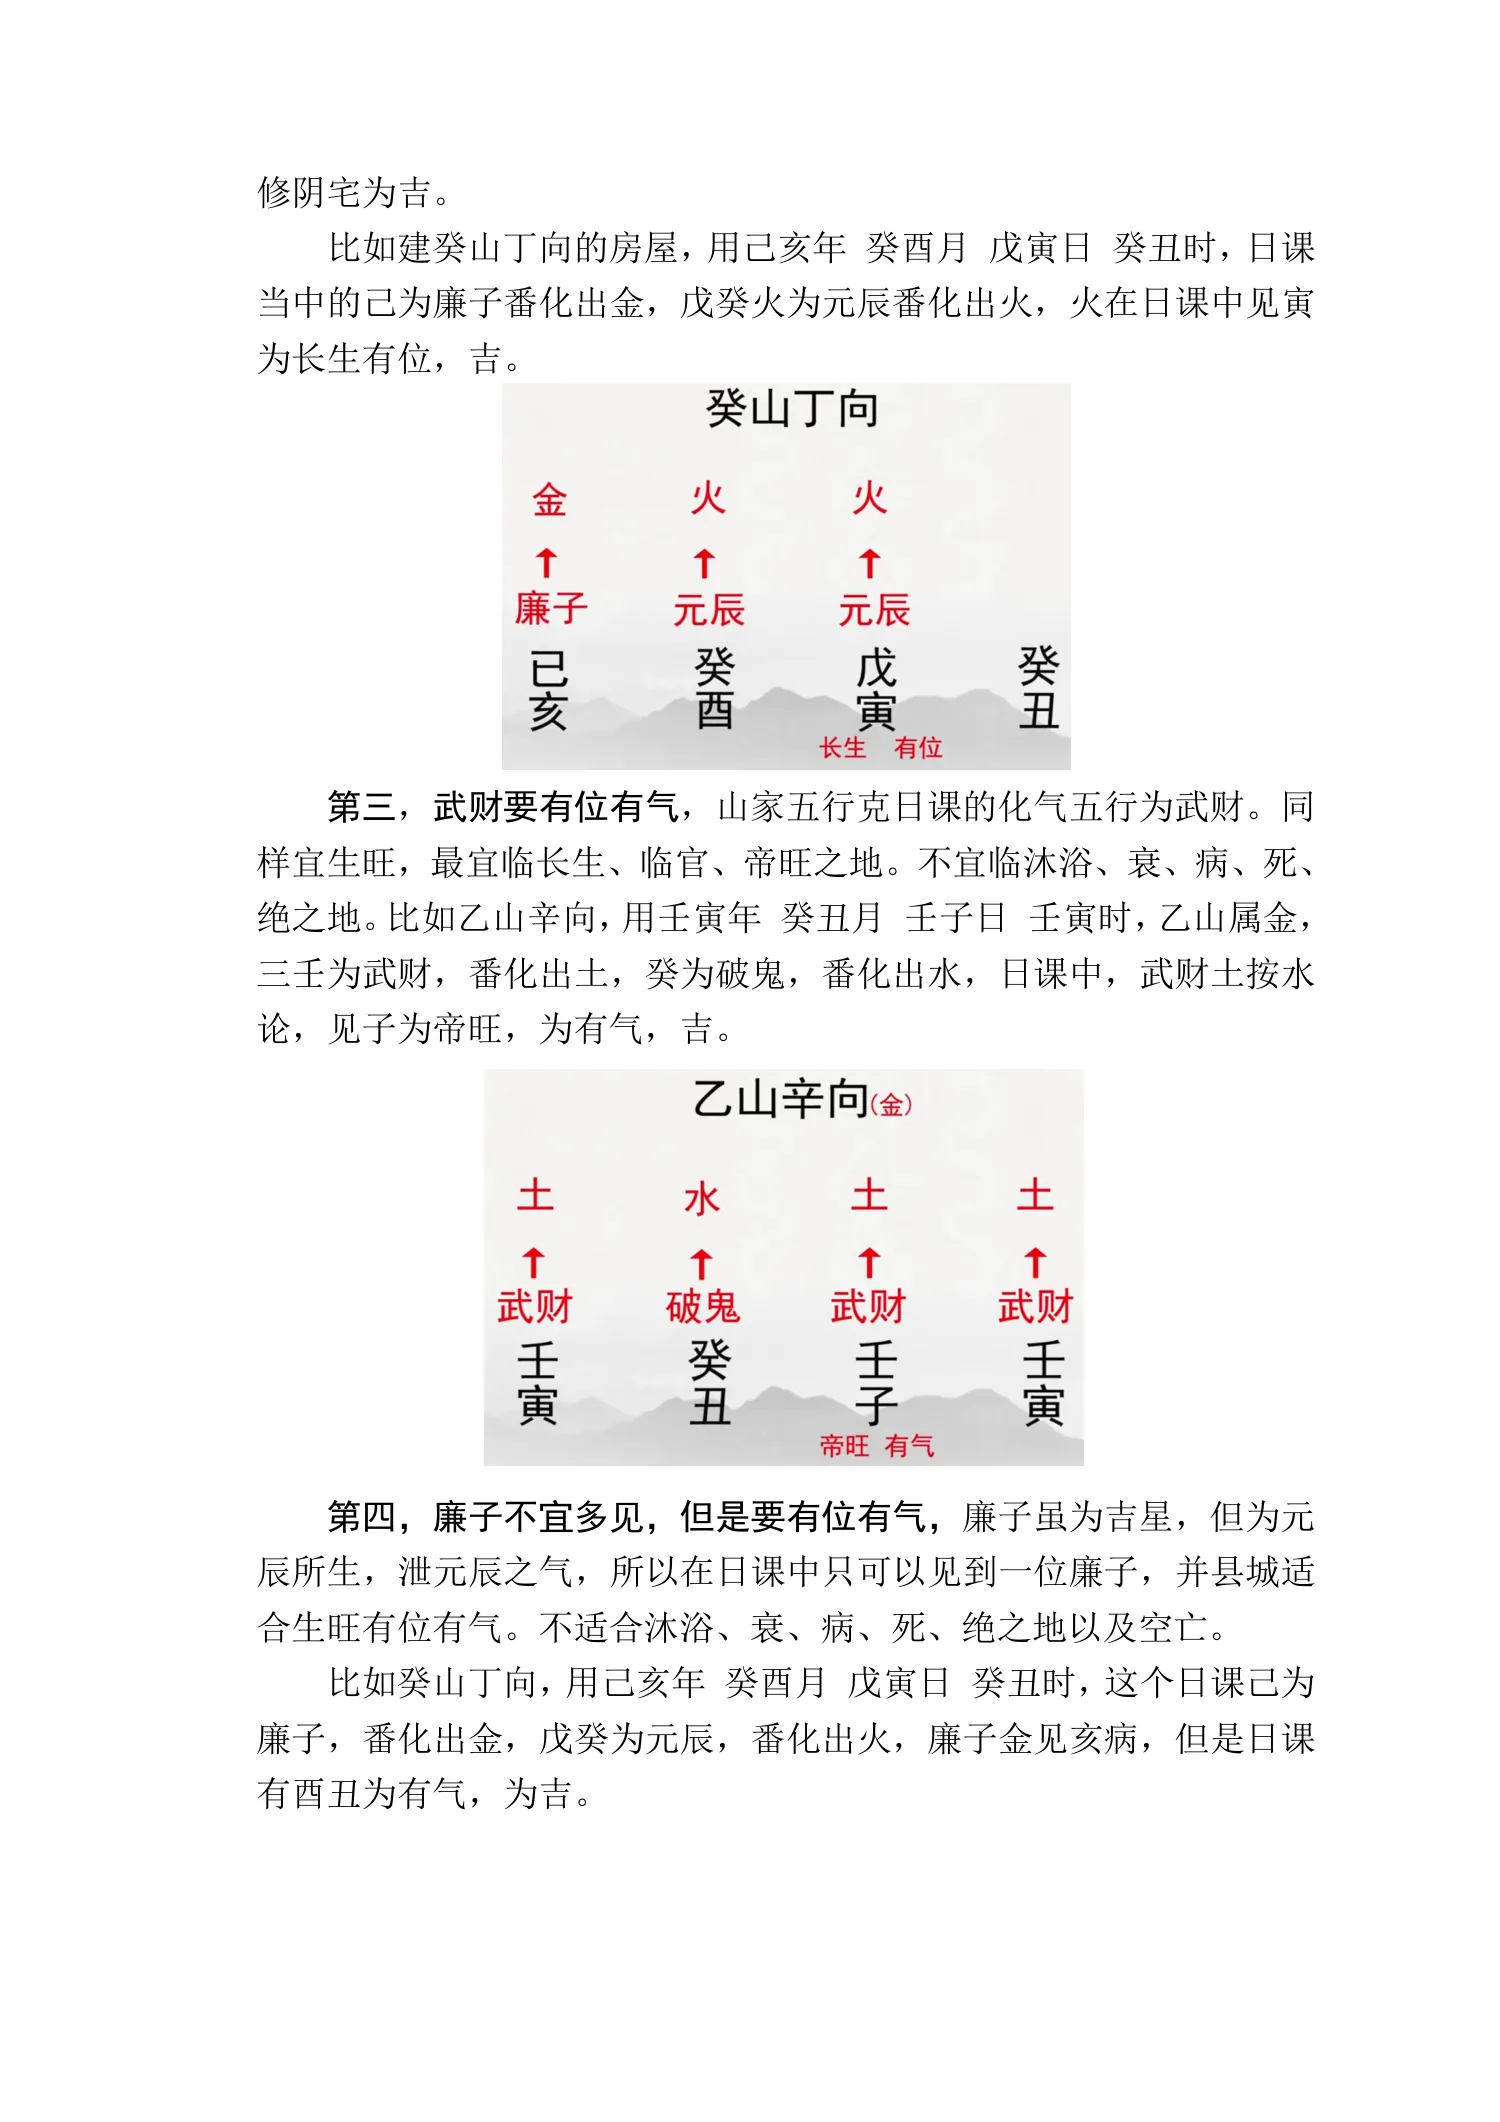 修阴宅为吉。
比如建癸山丁向的房屋，用己亥年 癸酉月 戊寅日 癸丑时，日课
当中的己为廉子番化出金，戊癸火为元辰番化出火，火在日课中见寅
为长生有位，吉。
癸山丁向
金 火 火
↑ ↑ ↑
廉子 元辰 元辰
已 癸 戊 癸
亥 酉 寅 丑
长生 有位
第三，武财要有位有气，山家五行克日课的化气五行为武财。同
样宜生旺，最宜临长生、临官、帝旺之地。不宜临沐浴、衰、病、死、
绝之地。比如乙山辛向，用壬寅年 癸丑月 壬子日 壬寅时，乙山属金，
三壬为武财，番化出土，癸为破鬼，番化出水，日课中，武财土按水
论，见子为帝旺，为有气，吉。
乙山辛向(金)
土 水 土 土
↑ ↑ ↑ ↑
武财 破鬼 武财 武财
壬 癸 壬 壬
寅 丑 子 寅
帝旺 有气
第四，廉子不宜多见，但是要有位有气，廉子虽为吉星，但为元
辰所生，泄元辰之气，所以在日课中只可以见到一位廉子，并县城适
合生旺有位有气。不适合沐浴、衰、病、死、绝之地以及空亡。
比如癸山丁向，用己亥年 癸酉月 戊寅日 癸丑时，这个日课己为
廉子，番化出金，戊癸为元辰，番化出火，廉子金见亥病，但是日课
有酉丑为有气，为吉。